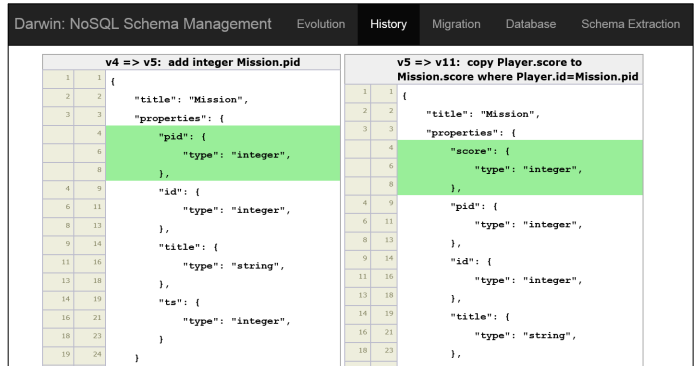 Darwin: NoSQL Schema Management Evolution History Migration Database Schema Extraction
v4 => v5: add integer Mission.pid
1 1 {
2 2 "title": "Mission",
3 3 "properties": {
4 "pid": {
6 "type": "integer",
8 },
4 9 "id": {
6 11 "type": "integer",
8 13 },
9 14 "title": {
11 16 "type": "string",
13 18 },
14 19 "ts": {
16 21 "type": "integer",
18 23 }
19 24 }
v5 => v11: copy Player.score to
Mission.score where Player.id=Mission.pid
1 1 {
2 2 "title": "Mission",
3 3 "properties": {
4 "score": {
6 "type": "integer",
8 },
4 9 "pid": {
6 11 "type": "integer",
8 13 },
9 14 "id": {
11 16 "type": "integer",
13 18 },
14 19 "title": {
16 21 "type": "string",
18 23 },